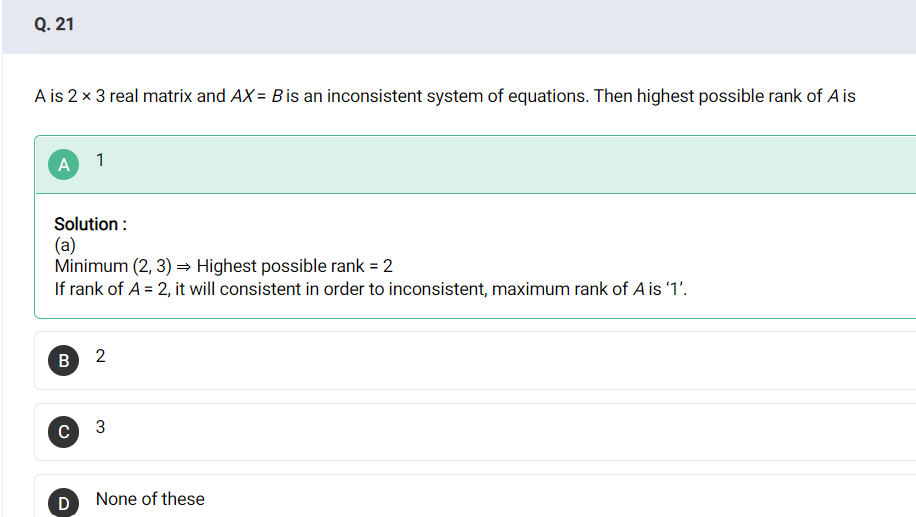 Q. 21
A is 2 × 3 real matrix and AX = B is an inconsistent system of equations. Then highest possible rank of A is
A 1
Solution :
(a)
Minimum (2, 3) ⇒ Highest possible rank = 2
If rank of A = 2, it will consistent in order to inconsistent, maximum rank of A is ‘1’.
B 2
C 3
D None of these